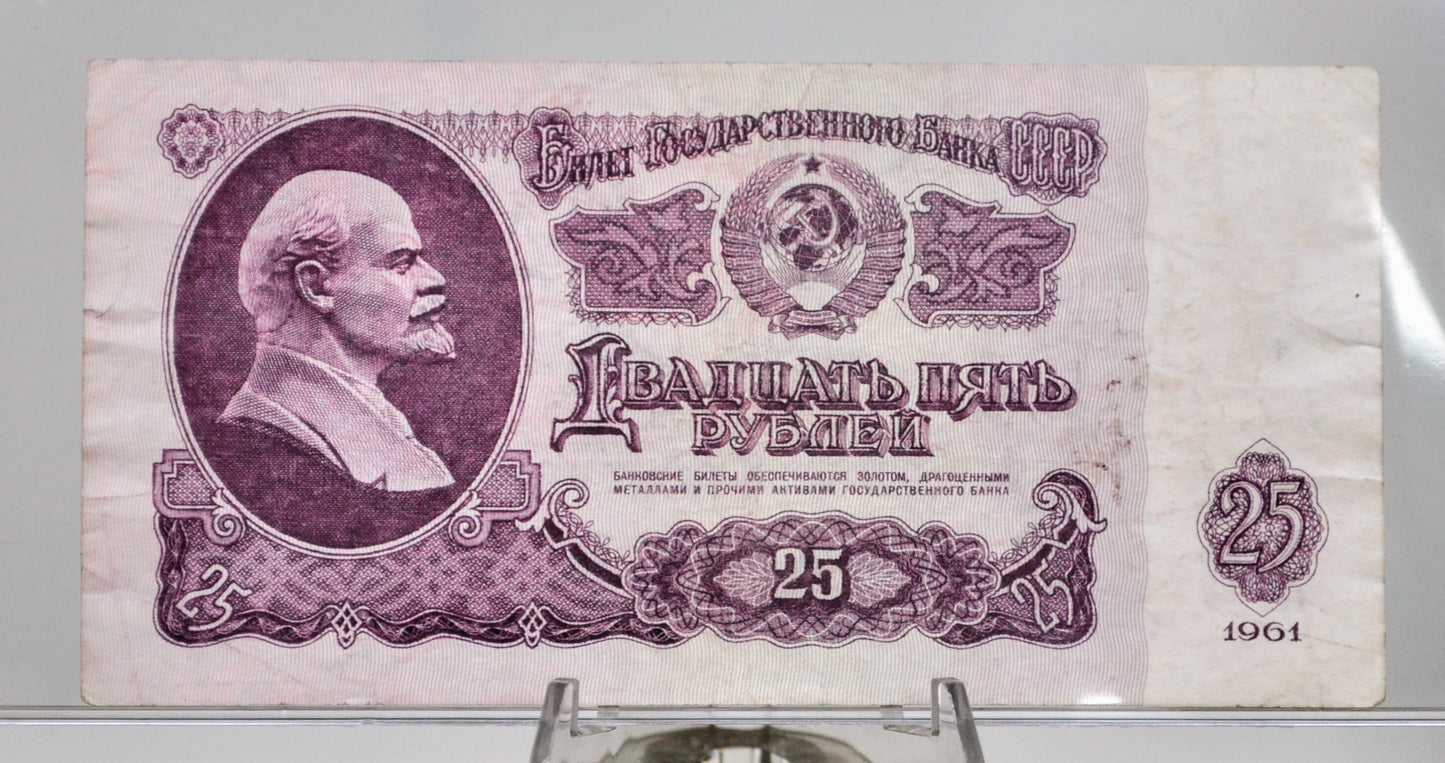 Билет Государственного Банка СССР
Двадцать пять
рублей
БАНКОВСКИЕ БИЛЕТЫ ОБЕСПЕЧИВАЮТСЯ ЗОЛОТОМ, ДРАГОЦЕННЫМИ
МЕТАЛЛАМИ И ПРОЧИМИ АКТИВАМИ ГОСУДАРСТВЕННОГО БАНКА
25
25
25
25
1961